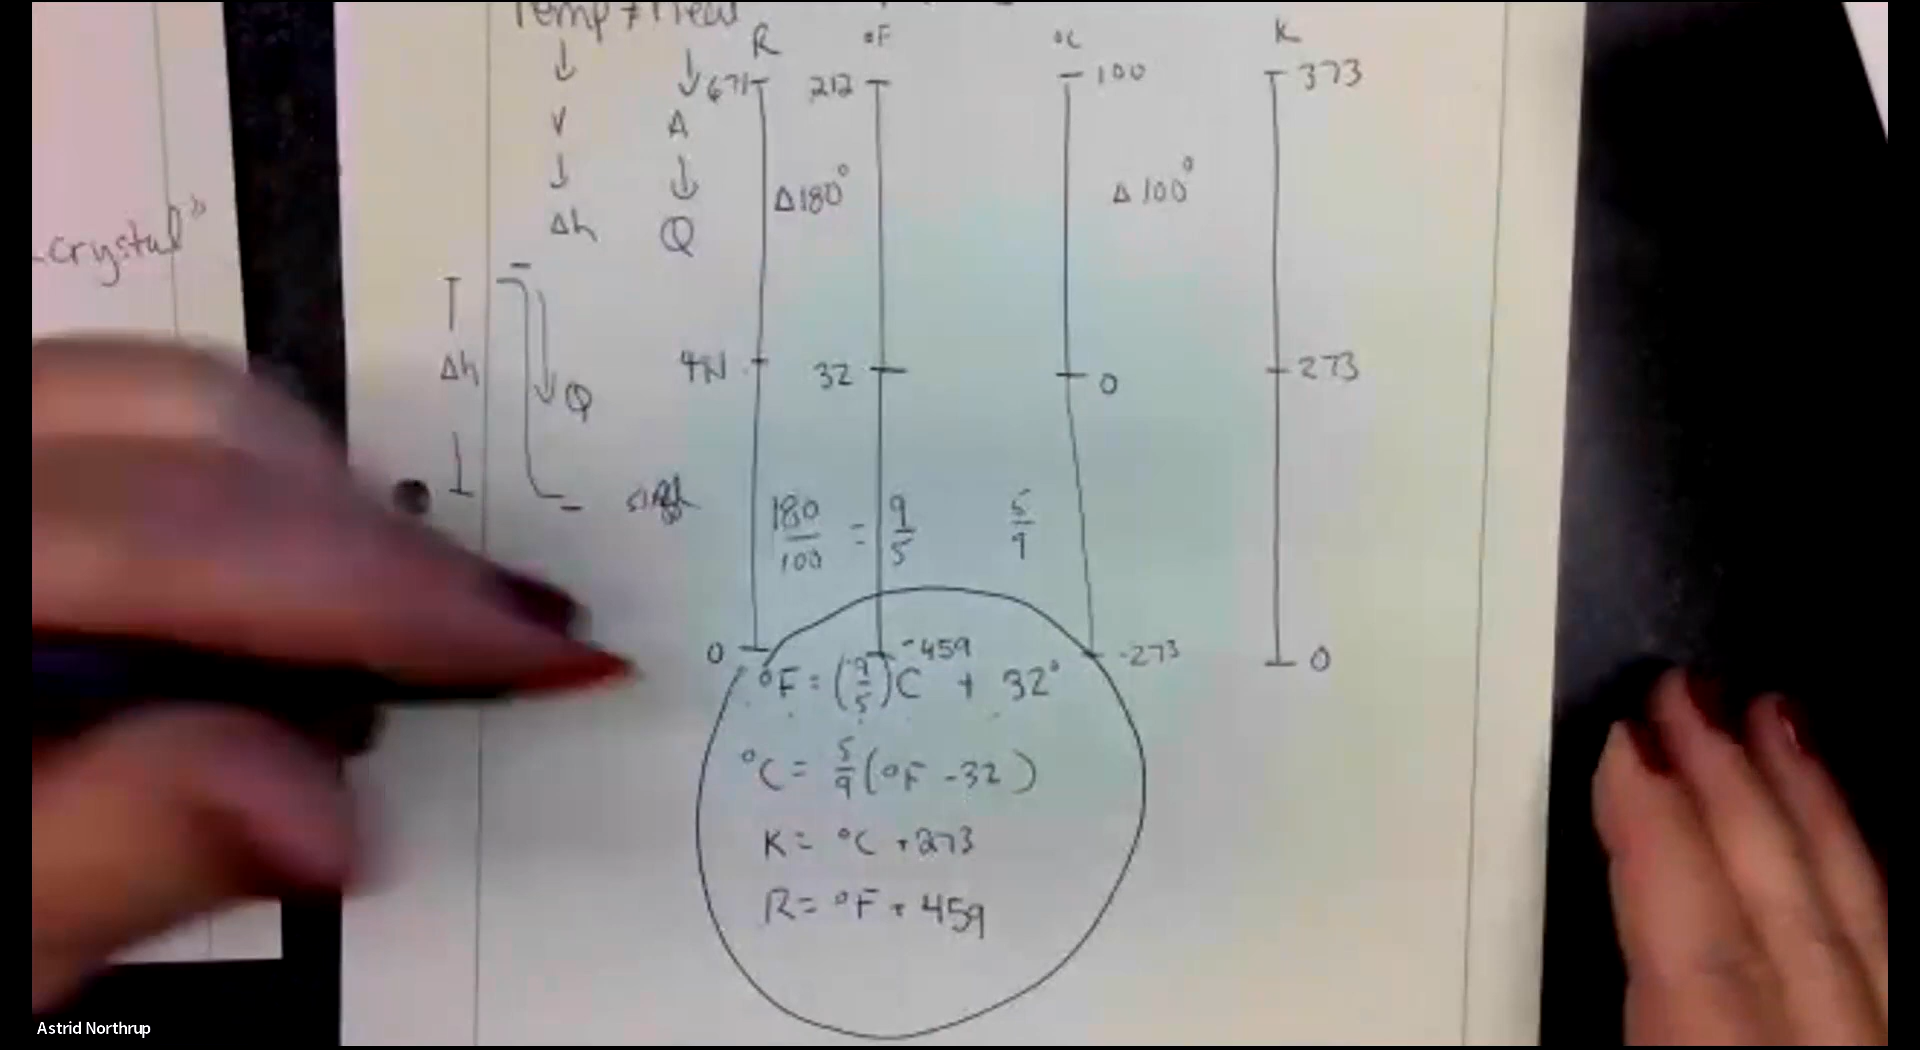 Temp ≠ Heat
R °F °C K
671 212 100 373
V A
Δ180° Δ100°
Δh Q
crystal"
Δh
Q
32 0 273
180/100 = 9/5 5/9
0 -459 -273 0
°F = (9/5)C + 32°
°C = 5/9(°F - 32)
K = °C + 273
R = °F + 459
Astrid Northrup